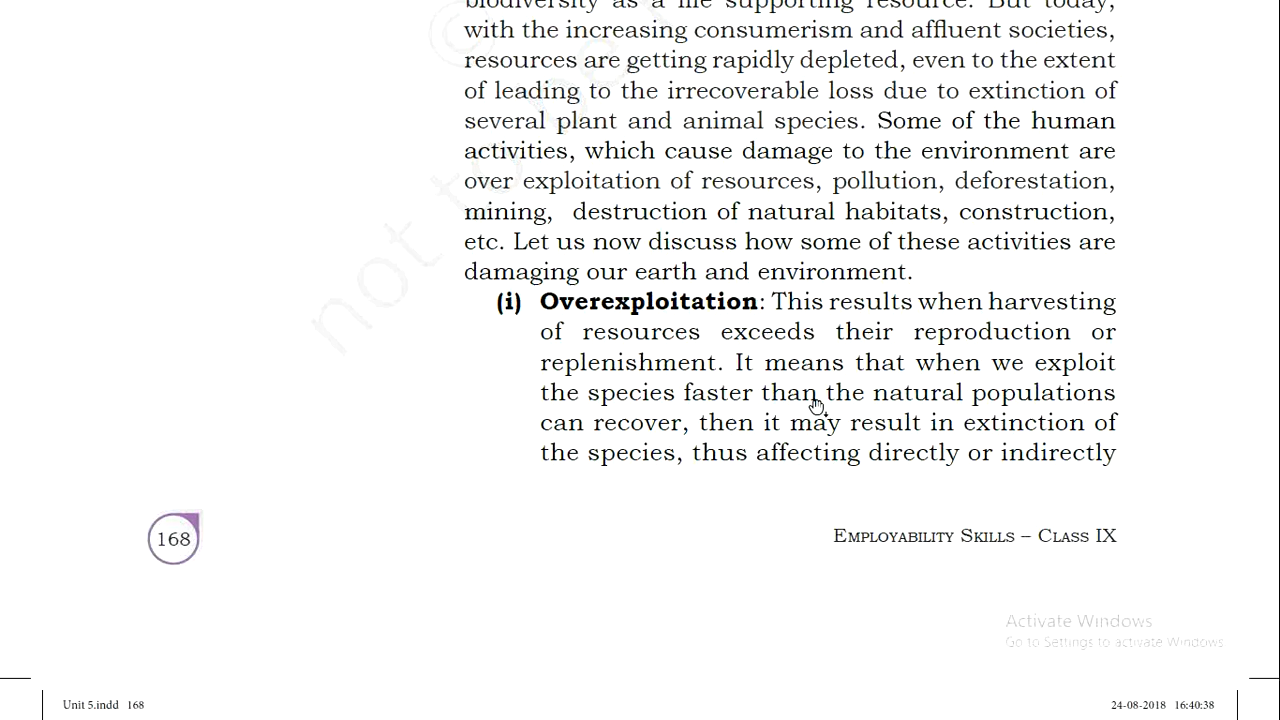 biodiversity as a life supporting resource. But today,
with the increasing consumerism and affluent societies,
resources are getting rapidly depleted, even to the extent
of leading to the irrecoverable loss due to extinction of
several plant and animal species. Some of the human
activities, which cause damage to the environment are
over exploitation of resources, pollution, deforestation,
mining, destruction of natural habitats, construction,
etc. Let us now discuss how some of these activities are
damaging our earth and environment.
(i) Overexploitation: This results when harvesting
of resources exceeds their reproduction or
replenishment. It means that when we exploit
the species faster than the natural populations
can recover, then it may result in extinction of
the species, thus affecting directly or indirectly
168
Employability Skills – Class IX
Activate Windows
Go to Settings to activate Windows
Unit 5.indd 168
24-08-2018 16:40:38
©
not to be